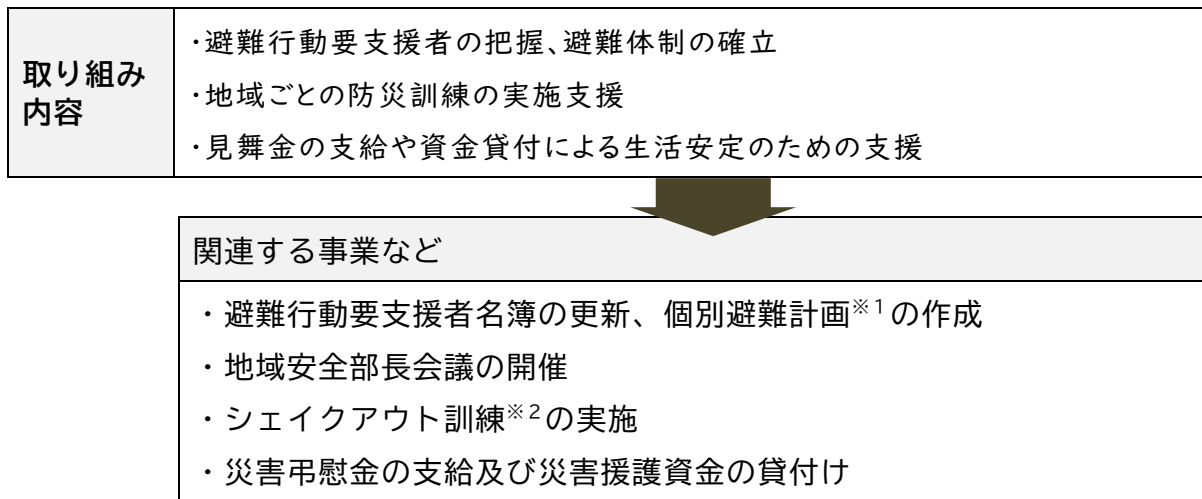 取り組み
内容
・避難行動要支援者の把握、避難体制の確立
・地域ごとの防災訓練の実施支援
・見舞金の支給や資金貸付による生活安定のための支援
関連する事業など
・避難行動要支援者名簿の更新、個別避難計画※1の作成
・地域安全部長会議の開催
・シェイクアウト訓練※2の実施
・災害弔慰金の支給及び災害援護資金の貸付け